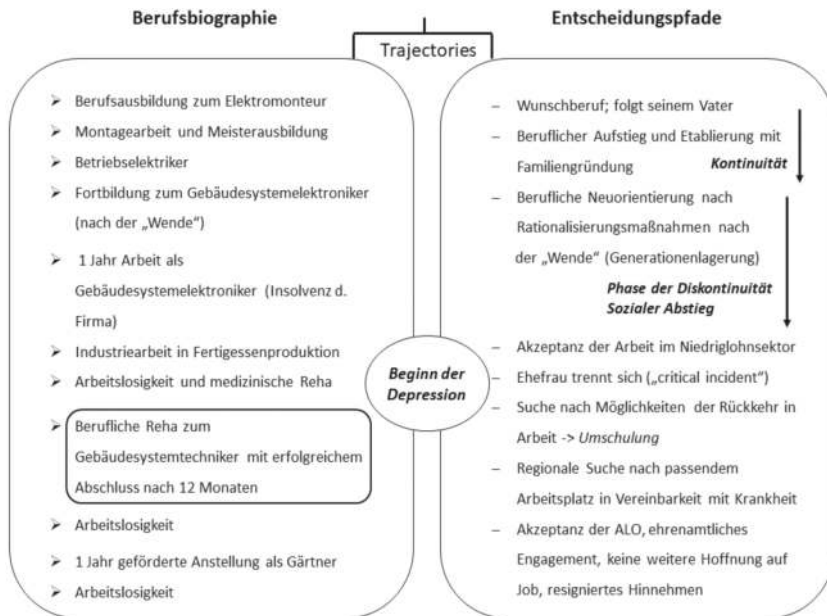 Berufsbiographie
Entscheidungspfade
Trajectories
➢ Berufsausbildung zum Elektromonteur
➢ Montagearbeit und Meisterausbildung
➢ Betriebselektriker
➢ Fortbildung zum Gebäudesystemelektroniker
(nach der „Wende“)
➢ 1 Jahr Arbeit als
Gebäudesystemelektroniker (Insolvenz d.
Firma)
➢ Industriearbeit in Fertigessenproduktion
➢ Arbeitslosigkeit und medizinische Reha
➢ Berufliche Reha zum
Gebäudesystemtechniker mit erfolgreichem
Abschluss nach 12 Monaten
➢ Arbeitslosigkeit
➢ 1 Jahr geförderte Anstellung als Gärtner
➢ Arbeitslosigkeit
Beginn der
Depression
– Wunschberuf; folgt seinem Vater
– Beruflicher Aufstieg und Etablierung mit
Familiengründung
Kontinuität
– Berufliche Neuorientierung nach
Rationalisierungsmaßnahmen nach
der „Wende“ (Generationenlagerung)
Phase der Diskontinuität
Sozialer Abstieg
– Akzeptanz der Arbeit im Niedriglohnsektor
– Ehefrau trennt sich („critical incident“)
– Suche nach Möglichkeiten der Rückkehr in
Arbeit -> Umschulung
– Regionale Suche nach passendem
Arbeitsplatz in Vereinbarkeit mit Krankheit
– Akzeptanz der ALO, ehrenamtliches
Engagement, keine weitere Hoffnung auf
Job, resigniertes Hinnehmen